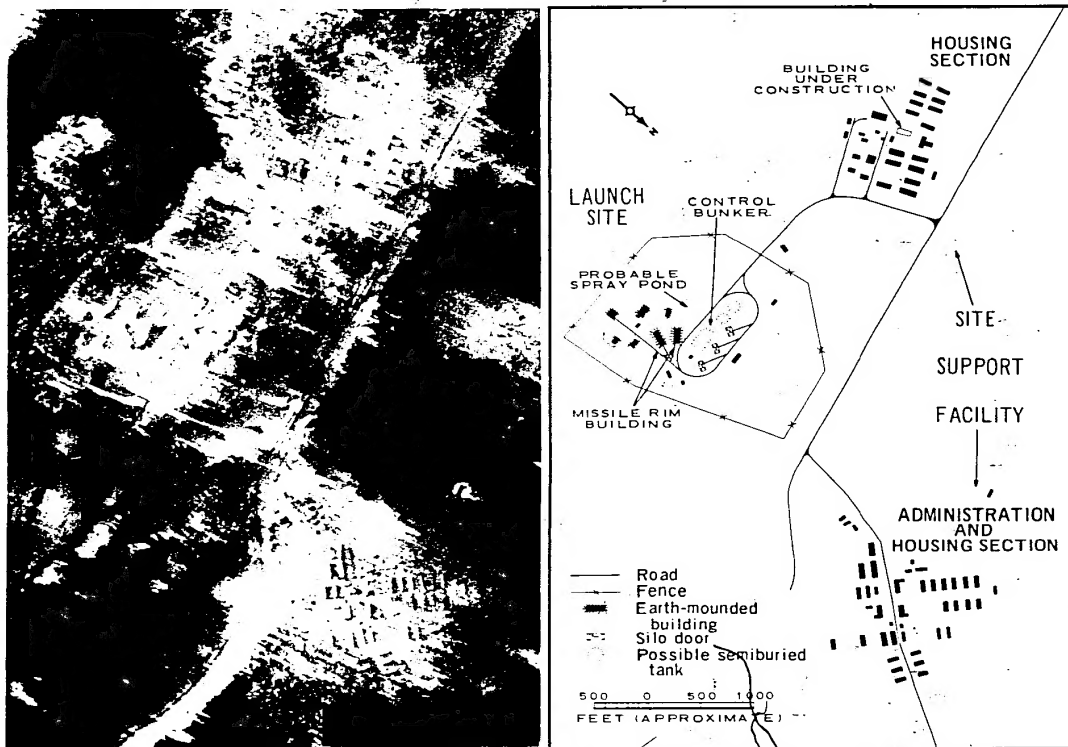 HOUSING
SECTION
BUILDING
UNDER
CONSTRUCTION
N
LAUNCH
SITE
CONTROL
BUNKER
PROBABLE
SPRAY POND
MISSILE RIM
BUILDING
SITE
SUPPORT
FACILITY
ADMINISTRATION
AND
HOUSING SECTION
Road
Fence
Earth-mounded
building
Silo door
Possible semiburied
tank
500 0 500 1000
FEET (APPROXIMATE)